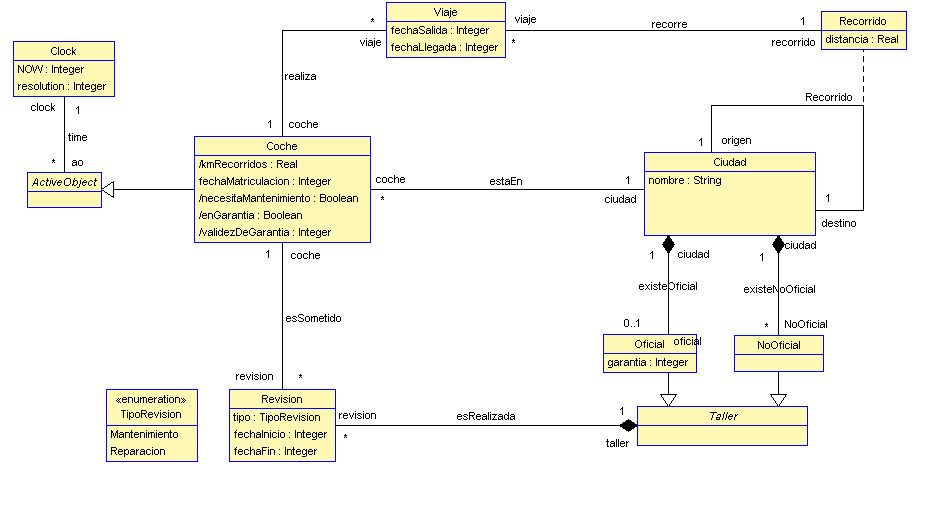 Viaje
fechaSalida : Integer
fechaLlegada : Integer
*
viaje
viaje
*
recorre
1
recorrido
Recorrido
distancia : Real
Clock
NOW : Integer
resolution : Integer
clock
1
time
*
ao
ActiveObject
realiza
1
coche
Coche
/kmRecorridos : Real
fechaMatriculacion : Integer
/necesitaMantenimiento : Boolean
/enGarantia : Boolean
/validezDeGarantia : Integer
coche
*
estaEn
1
ciudad
Recorrido
1
origen
Ciudad
nombre : String
1
destino
1
ciudad
existeOficial
0..1
oficial
1
ciudad
existeNoOficial
*
NoOficial
Oficial
garantia : Integer
NoOficial
1
coche
esSometido
revision
*
«enumeration»
TipoRevision
Mantenimiento
Reparacion
Revision
tipo : TipoRevision
fechaInicio : Integer
fechaFin : Integer
revision
*
esRealizada
1
taller
Taller